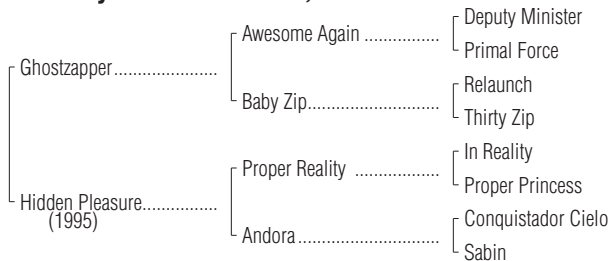 Deputy Minister
Awesome Again ................
Primal Force
Ghostzapper......................
Relaunch
Baby Zip............................
Thirty Zip
In Reality
Proper Reality ..................
Proper Princess
Hidden Pleasure................
(1995)
Conquistador Cielo
Andora..............................
Sabin